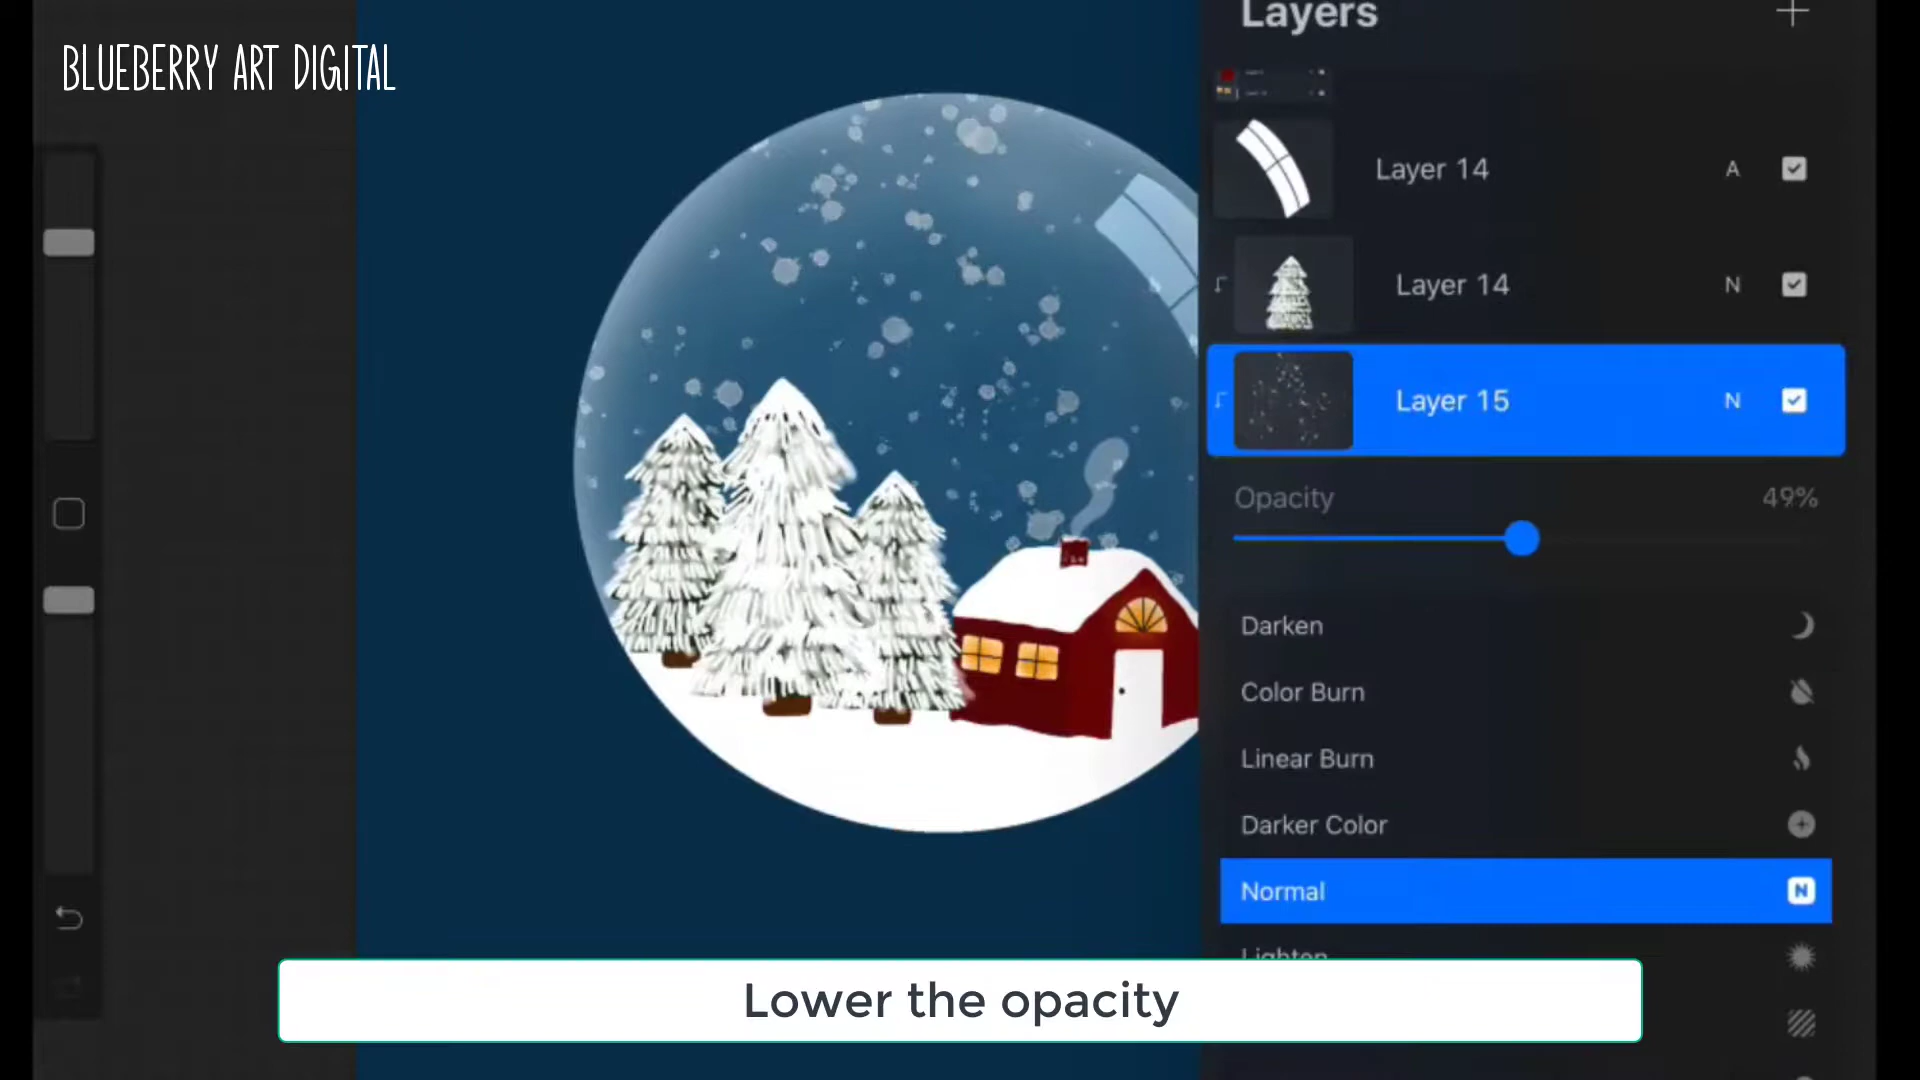 BLUEBERRY ART DIGITAL
Layers
Layer 14
A
Layer 14
N
Layer 15
N
Opacity
49%
Darken
Color Burn
Linear Burn
Darker Color
Normal
N
Lighten
Lower the opacity